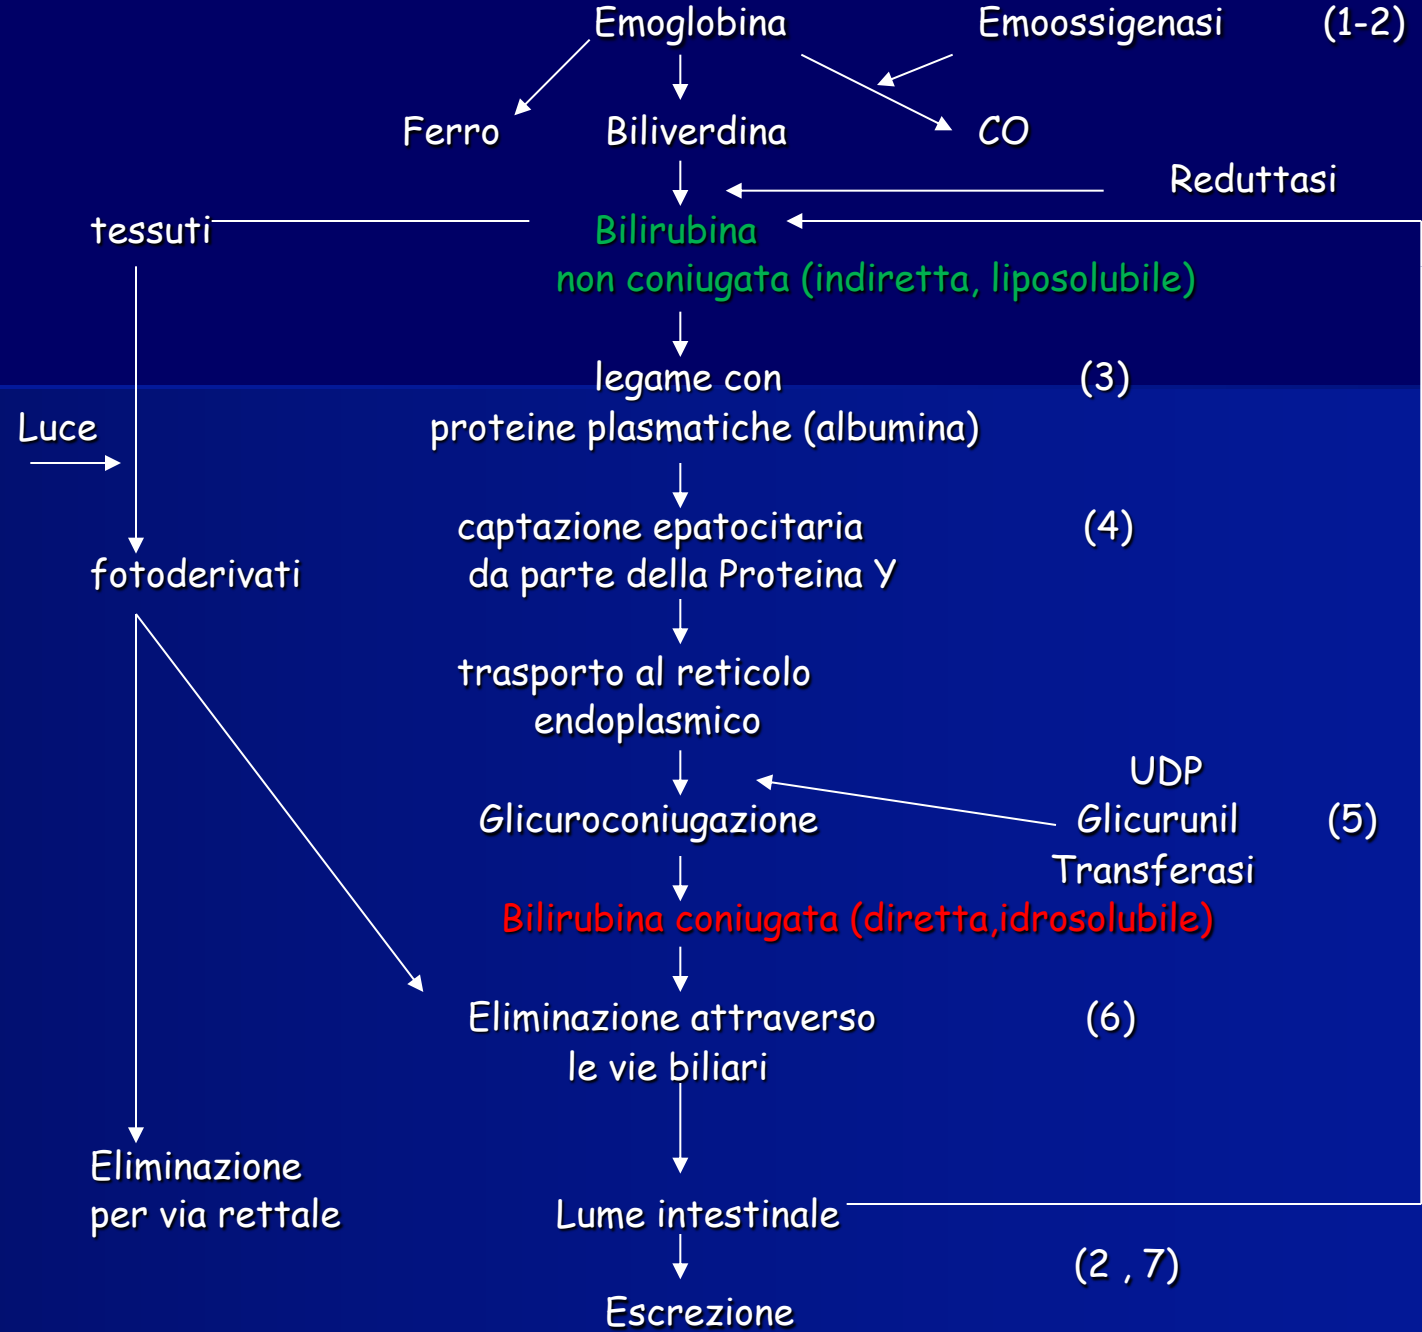 Emoglobina Emoossigenasi (1-2)
Ferro Biliverdina CO
Reduttasi
tessuti Bilirubina
non coniugata (indiretta, liposolubile)
legame con (3)
Luce proteine plasmatiche (albumina)
captazione epatocitaria (4)
fotoderivati da parte della Proteina Y
trasporto al reticolo
endoplasmico
UDP
Glicuroconiugazione Glicurunil (5)
Transferasi
Bilirubina coniugata (diretta,idrosolubile)
Eliminazione attraverso (6)
le vie biliari
Eliminazione
per via rettale Lume intestinale
(2 , 7)
Escrezione